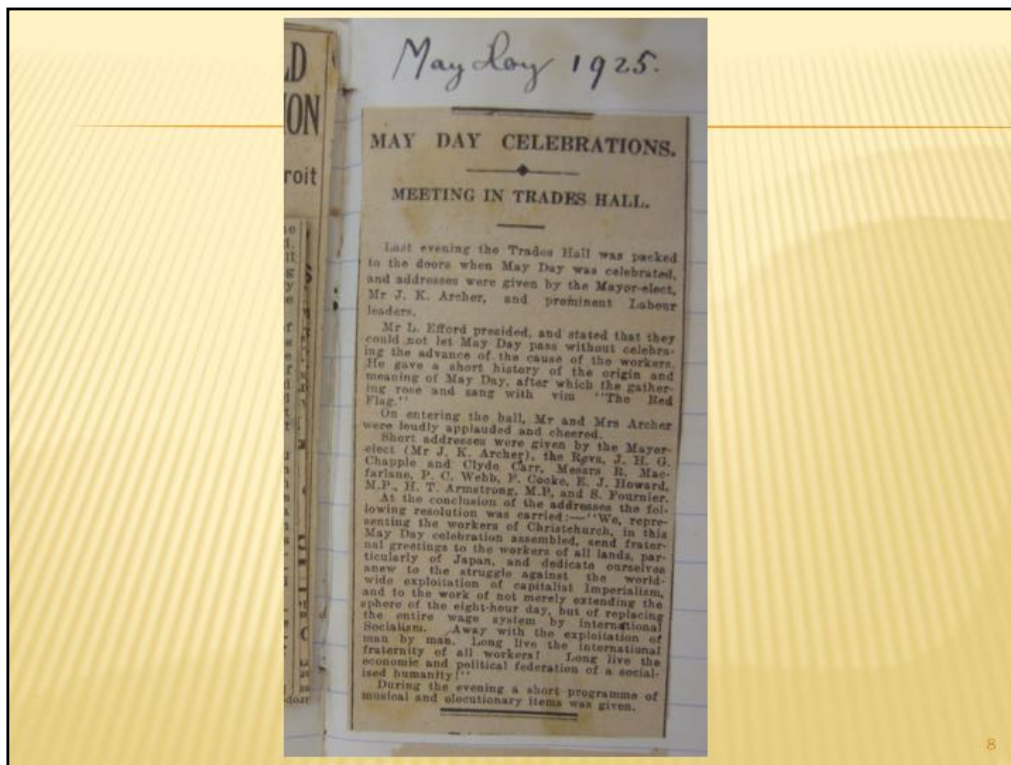 May Day 1925.
LD
ION
roit
MAY DAY CELEBRATIONS.
MEETING IN TRADES HALL.
Last evening the Trades Hall was packed
to the doors when May Day was celebrated,
and addresses were given by the Mayor-elect,
Mr J. K. Archer, and prominent Labour
leaders.
Mr L. Efford presided, and stated that they
could not let May Day pass without celebra-
ing the advance of the cause of the workers.
He gave a short history of the origin and
meaning of May Day, after which the gather-
ing rose and sang with vim "The Red
Flag."
On entering the hall, Mr and Mrs Archer
were loudly applauded and cheered.
Short addresses were given by the Mayor-
elect (Mr J. K. Archer), the Revs. J. H. G.
Chapple and Clyde Carr, Messrs R. Mac-
farlane, P. C. Webb, F. Cooke, E. J. Howard,
M.P., H. T. Armstrong, M.P. and S. Fournier.
At the conclusion of the addresses the fol-
lowing resolution was carried:—"We, repre-
senting the workers of Christchurch, in this
May Day celebration assembled, send frater-
nal greetings to the workers of all lands, par-
ticularly of Japan, and dedicate ourselves
anew to the struggle against the world-
wide exploitation of capitalist Imperialism,
and to the work of not merely extending the
sphere of the eight-hour day, but of replacing
the entire wage system by international
Socialism. Away with the exploitation of
man by man. Long live the international
fraternity of all workers! Long live the
economic and political federation of a social-
ised humanity!"
During the evening a short programme of
musical and elocutionary items was given.
8